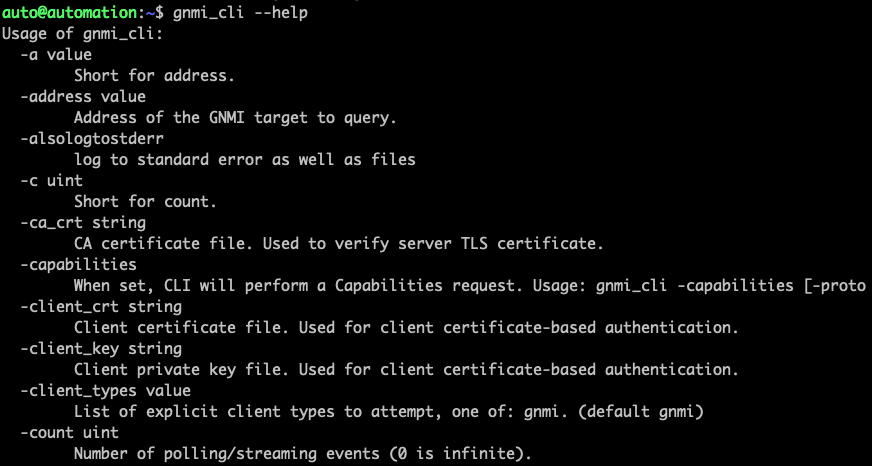 auto@automation:~$ gnmi_cli --help
Usage of gnmi_cli:
-a value
Short for address.
-address value
Address of the GNMI target to query.
-alsologtostderr
log to standard error as well as files
-c uint
Short for count.
-ca_crt string
CA certificate file. Used to verify server TLS certificate.
-capabilities
When set, CLI will perform a Capabilities request. Usage: gnmi_cli -capabilities [-proto
-client_crt string
Client certificate file. Used for client certificate-based authentication.
-client_key string
Client private key file. Used for client certificate-based authentication.
-client_types value
List of explicit client types to attempt, one of: gnmi. (default gnmi)
-count uint
Number of polling/streaming events (0 is infinite).